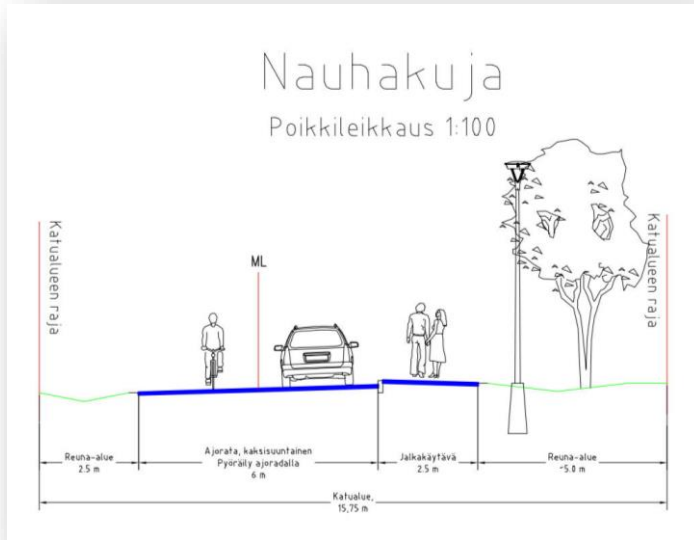 Nauhakuja
Poikkileikkaus 1:100
Katualueen raja
ML
Katualueen raja
Reuna-alue
2.5 m
Ajorata, kaksisuuntainen
Pyöräily ajoradalla
6 m
Jalkakäytävä
2.5 m
Reuna-alue
~5.0 m
Katualue,
15,75 m